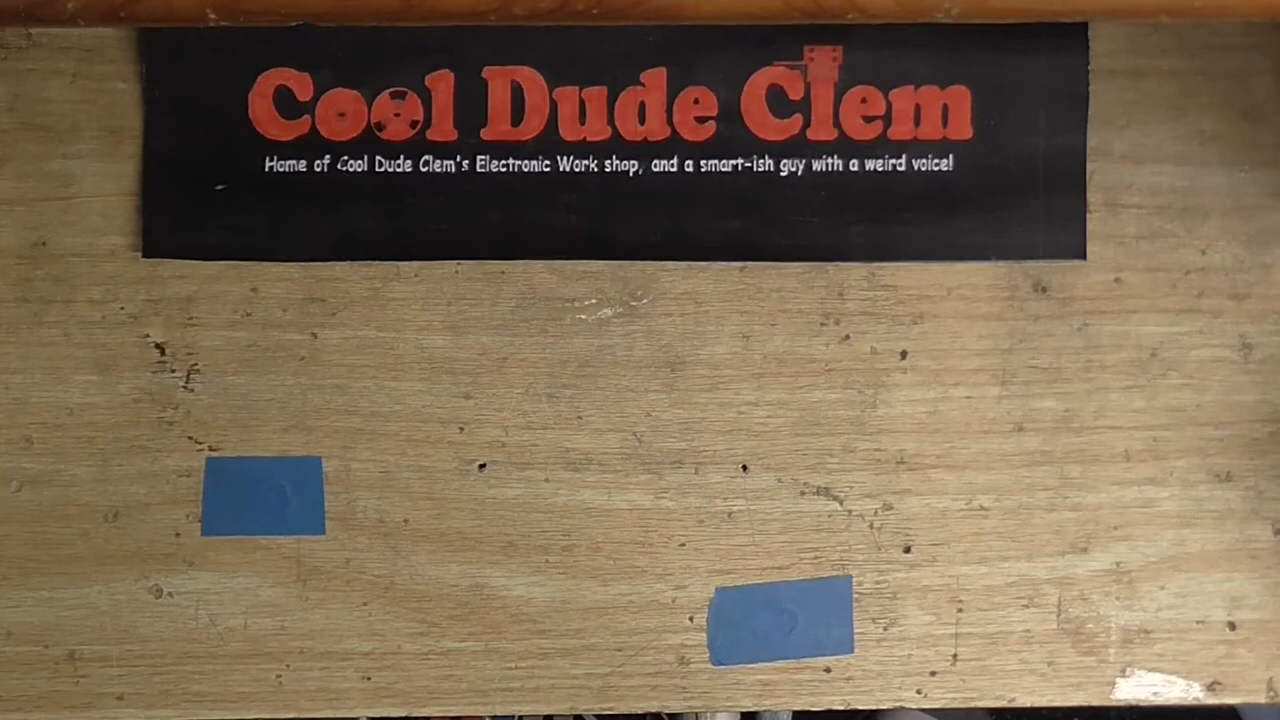 Cool Dude Clem
Home of Cool Dude Clem's Electronic Work shop, and a smart-ish guy with a weird voice!